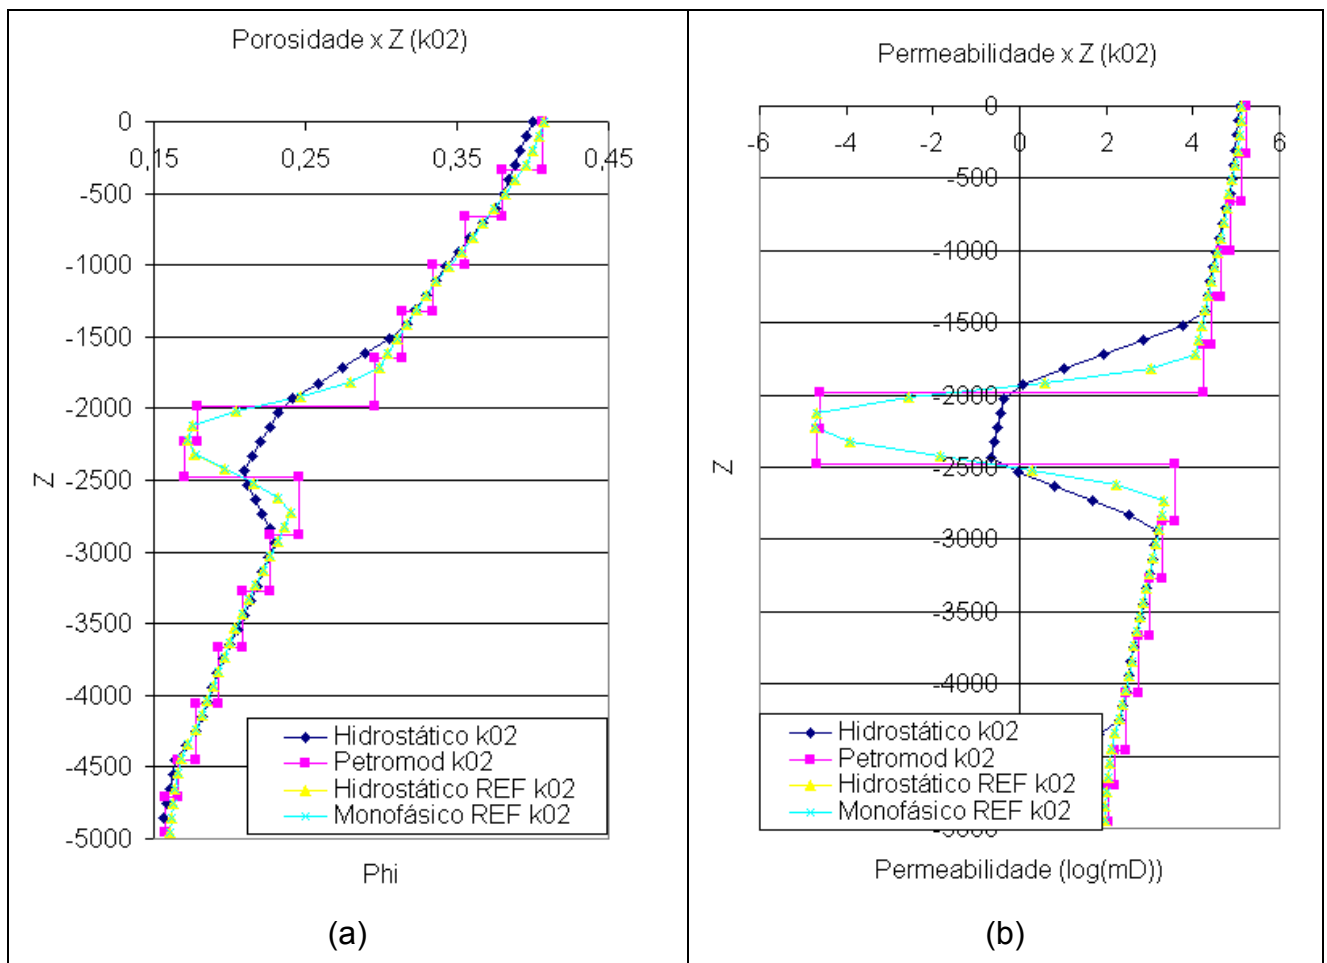 Porosidade x Z (k02)
0
0,15
0,25
0,35
0,45
-500
-1000
-1500
-2000
-2500
-3000
-3500
-4000
-4500
-5000
Z
Hidrostático k02
Petromod k02
Hidrostático REF k02
Monofásico REF k02
Phi
(a)
Permeabilidade x Z (k02)
0
-6
-4
-2
0
2
4
6
-500
-1000
-1500
-2000
-2500
-3000
-3500
-4000
Z
Hidrostático k02
Petromod k02
Hidrostático REF k02
Monofásico REF k02
Permeabilidade (log(mD))
(b)